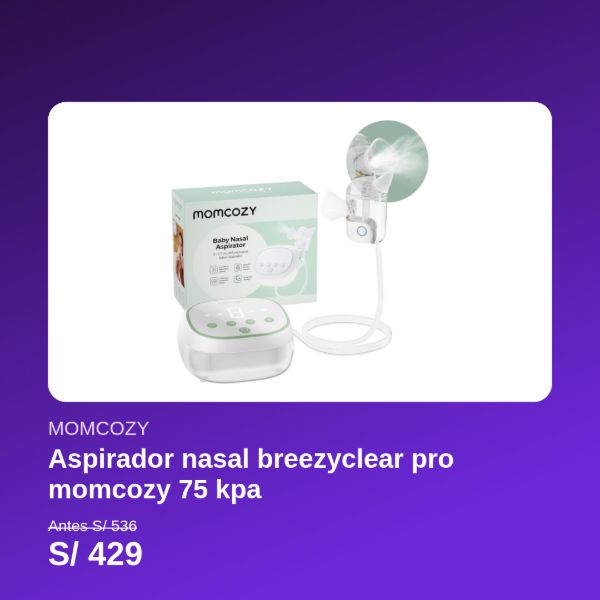 momcozy
Baby Nasal
Aspirator
MOMCOZY
Aspirador nasal breezyclear pro
momcozy 75 kpa
Antes S/ 536
S/ 429